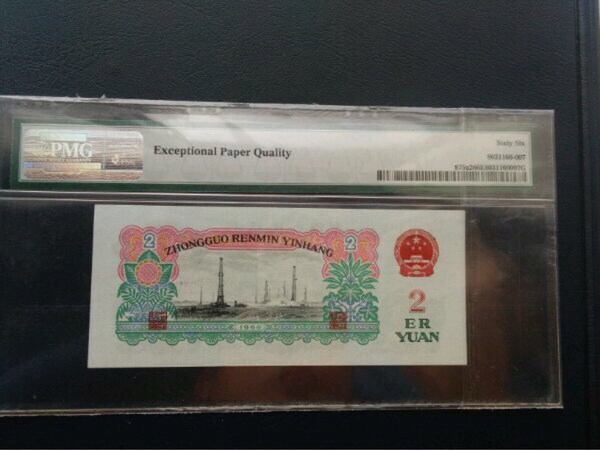 PMG
Exceptional Paper Quality
Sixty Six
2
2
ZHONGGUO RENMIN YINHANG
1960
2
ER
YUAN